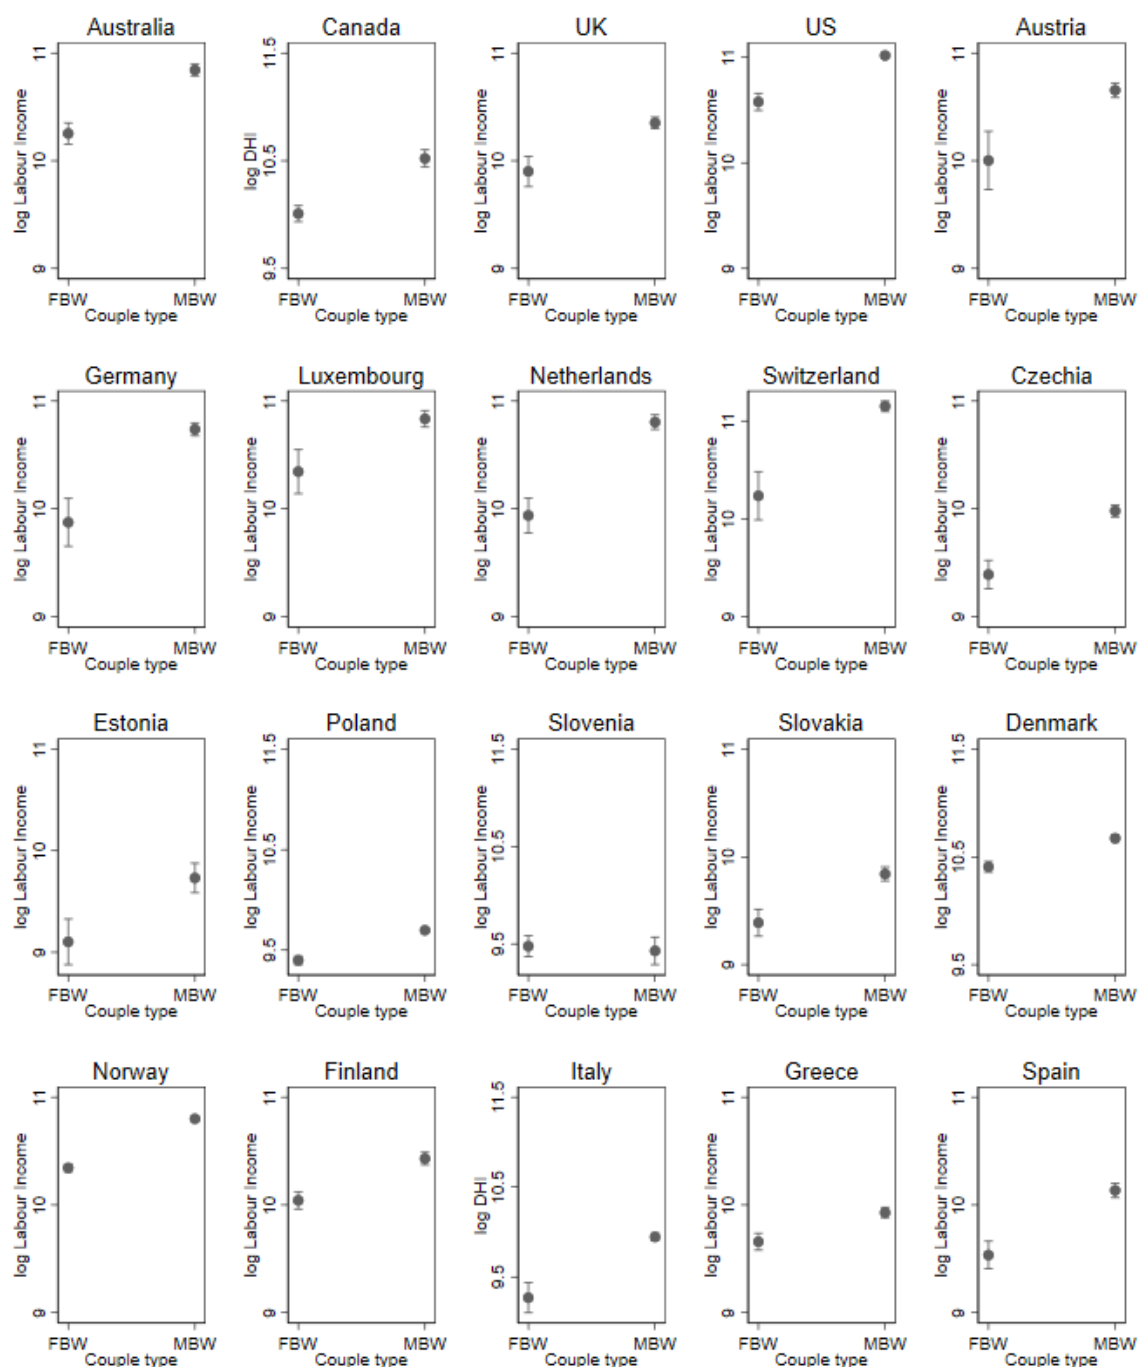 Australia
Canada
UK
US
Austria
log Labour Income
11
10
9
FBW
MBW
Couple type
log DHI
11.5
10.5
9.5
FBW
MBW
Couple type
log Labour Income
11
10
9
FBW
MBW
Couple type
log Labour Income
11
10
9
FBW
MBW
Couple type
log Labour Income
11
10
9
FBW
MBW
Couple type
Germany
Luxembourg
Netherlands
Switzerland
Czechia
log Labour Income
11
10
9
FBW
MBW
Couple type
log Labour Income
11
10
9
FBW
MBW
Couple type
log Labour Income
11
10
9
FBW
MBW
Couple type
log Labour Income
11
10
9
FBW
MBW
Couple type
log Labour Income
11
10
9
FBW
MBW
Couple type
Estonia
Poland
Slovenia
Slovakia
Denmark
log Labour Income
11
10
9
FBW
MBW
Couple type
log Labour Income
11.5
10.5
9.5
FBW
MBW
Couple type
log Labour Income
11.5
10.5
9.5
FBW
MBW
Couple type
log Labour Income
11
10
9
FBW
MBW
Couple type
log Labour Income
11.5
10.5
9.5
FBW
MBW
Couple type
Norway
Finland
Italy
Greece
Spain
log Labour Income
11
10
9
FBW
MBW
Couple type
log Labour Income
11
10
9
FBW
MBW
Couple type
log DHI
11.5
10.5
9.5
FBW
MBW
Couple type
log Labour Income
11
10
9
FBW
MBW
Couple type
log Labour Income
11
10
9
FBW
MBW
Couple type